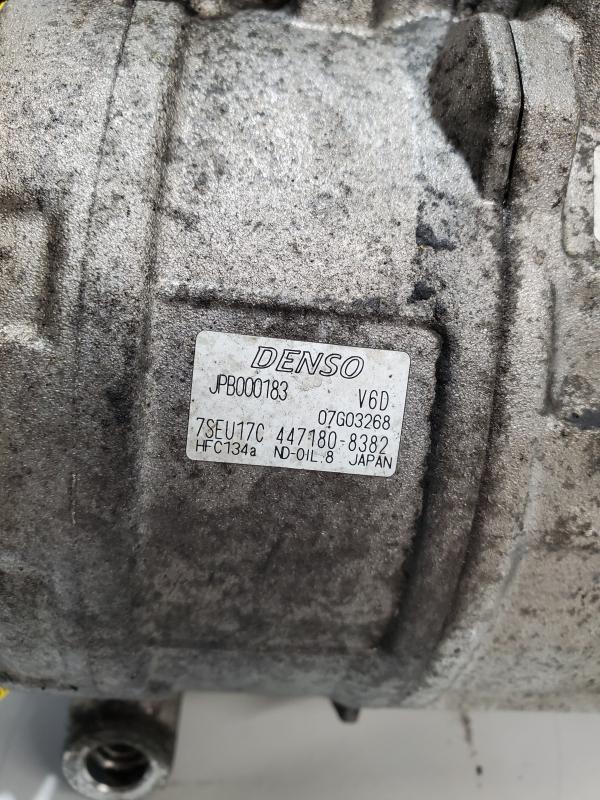 DENSO
JPB000183 V6D
07G03268
7SEU17C 447180-8382
HFC134a ND-OIL.8 JAPAN